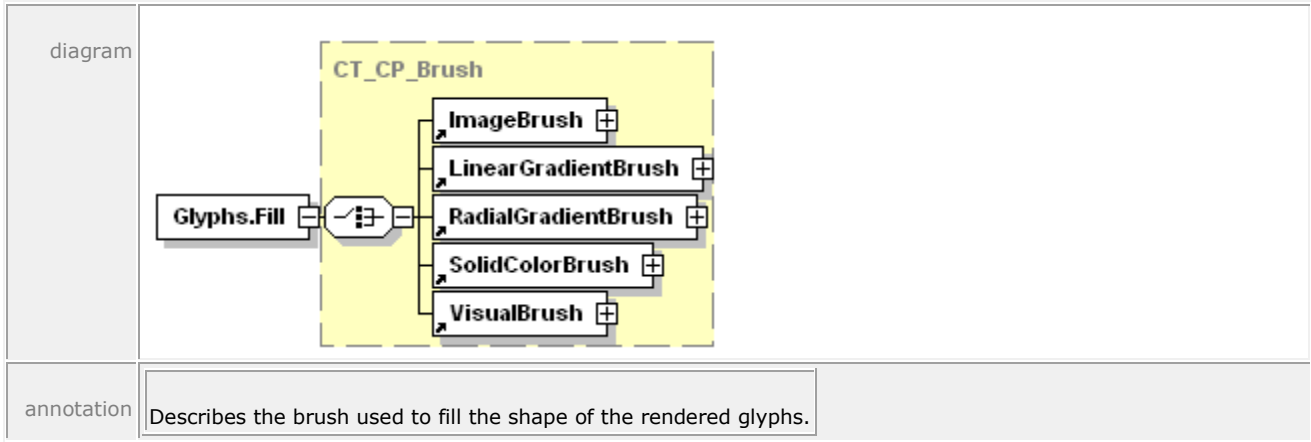 diagram
CT_CP_Brush
ImageBrush
LinearGradientBrush
Glyphs.Fill
RadialGradientBrush
SolidColorBrush
VisualBrush
annotation
Describes the brush used to fill the shape of the rendered glyphs.